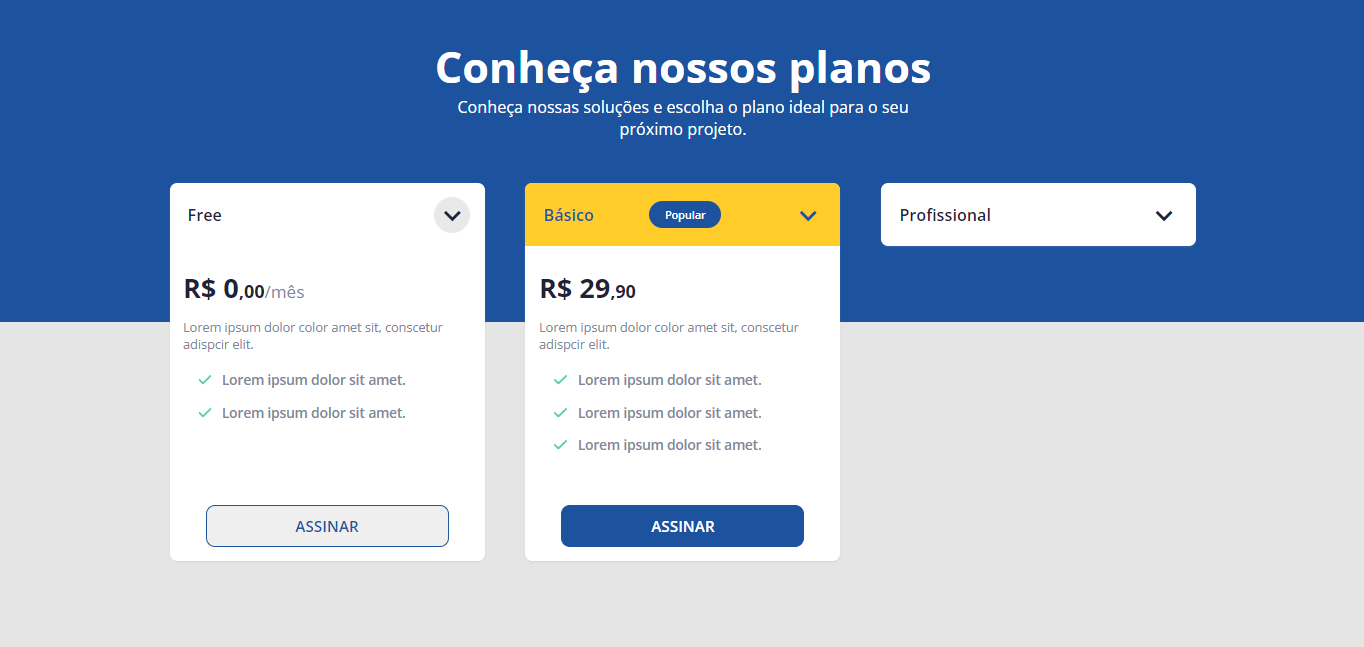 Conheça nossos planos
Conheça nossas soluções e escolha o plano ideal para o seu
próximo projeto.
Free
R$ 0,00/mês
Lorem ipsum dolor color amet sit, conscetur
adispcir elit.
Lorem ipsum dolor sit amet.
Lorem ipsum dolor sit amet.
ASSINAR
Básico
Popular
R$ 29,90
Lorem ipsum dolor color amet sit, conscetur
adispcir elit.
Lorem ipsum dolor sit amet.
Lorem ipsum dolor sit amet.
Lorem ipsum dolor sit amet.
ASSINAR
Profissional